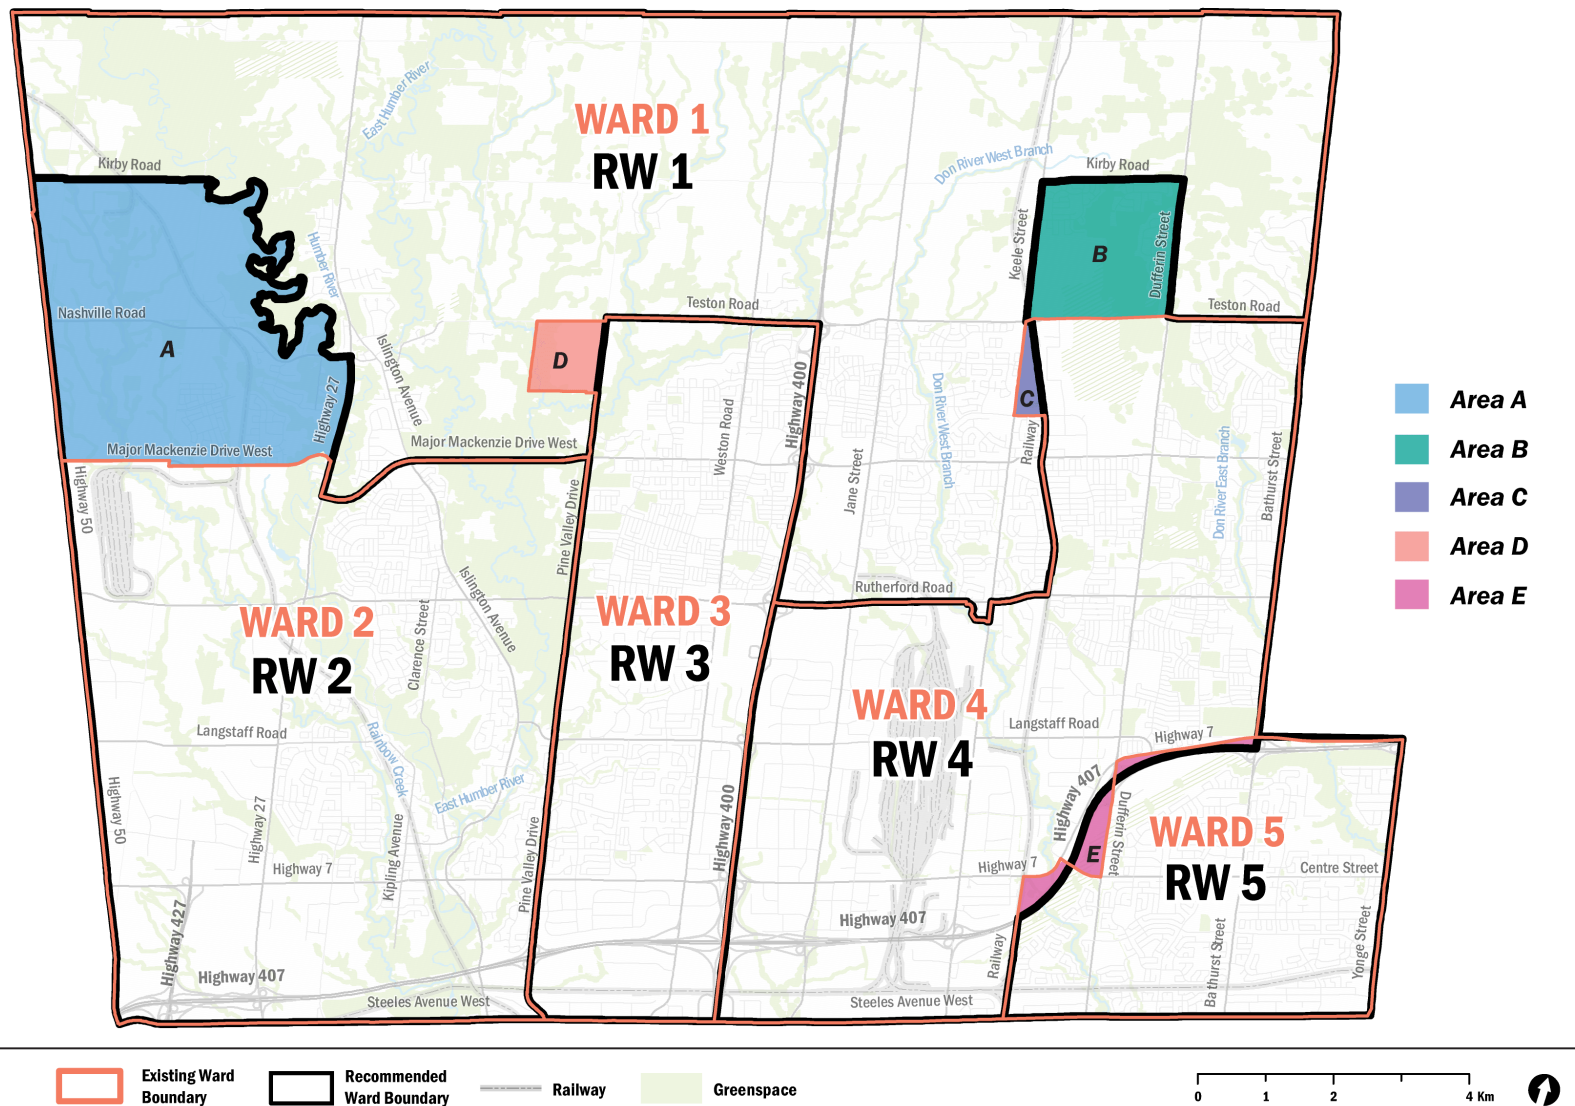 East Humber River
WARD 1
RW 1
Don River West Branch
Kirby Road
Kirby Road
Keele Street
B
Dufferin Street
Humber River
Nashville Road
Teston Road
Teston Road
A
Islington Avenue
D
Highway 400
Don River West Branch
C
Area A
Highway 27
Weston Road
Major Mackenzie Drive West
Major Mackenzie Drive West
Railway
Area B
Highway 50
Jane Street
Don River East Branch
Bathurst Street
Area C
Pine Valley Drive
Area D
Islington Avenue
Rutherford Road
Area E
WARD 2
RW 2
Clarence Street
WARD 3
RW 3
WARD 4
RW 4
Langstaff Road
Langstaff Road
Highway 7
Rainbow Creek
East Humber River
Highway 50
Highway 27
Highway 7
Kipling Avenue
Pine Valley Drive
Highway 400
Highway 407
Dufferin Street
WARD 5
RW 5
E
Highway 7
Centre Street
Highway 427
Highway 407
Highway 407
Railway
Bathurst Street
Yonge Street
Steeles Avenue West
Steeles Avenue West
Existing Ward
Boundary
Recommended
Ward Boundary
Railway
Greenspace
0 1 2 4 Km